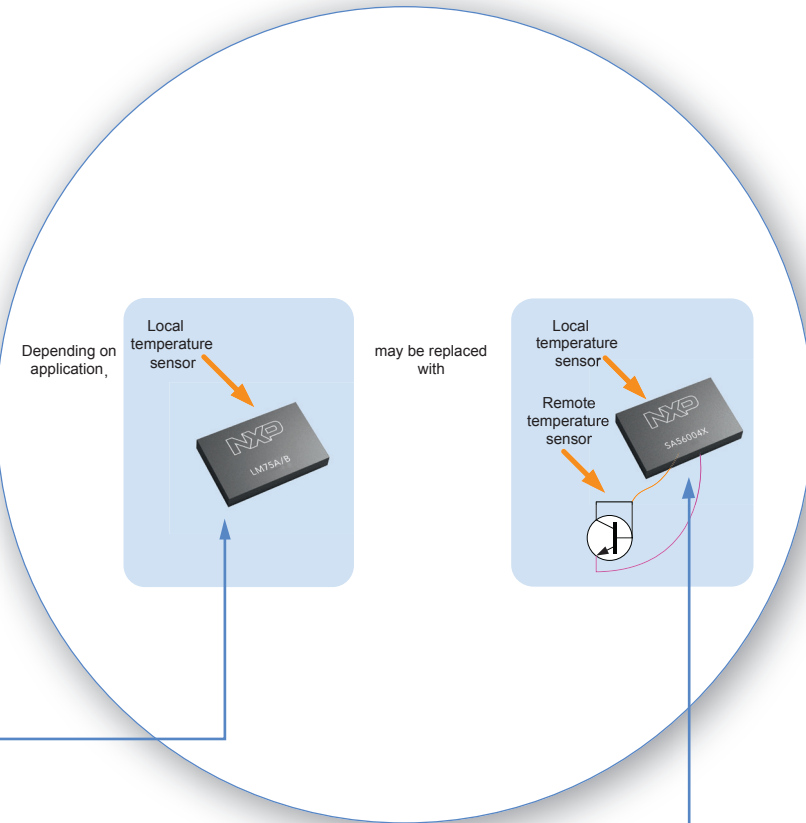 Depending on
application,
Local
temperature
sensor
NXP
LM75A/B
may be replaced
with
Local
temperature
sensor
Remote
temperature
sensor
NXP
SAS6004X